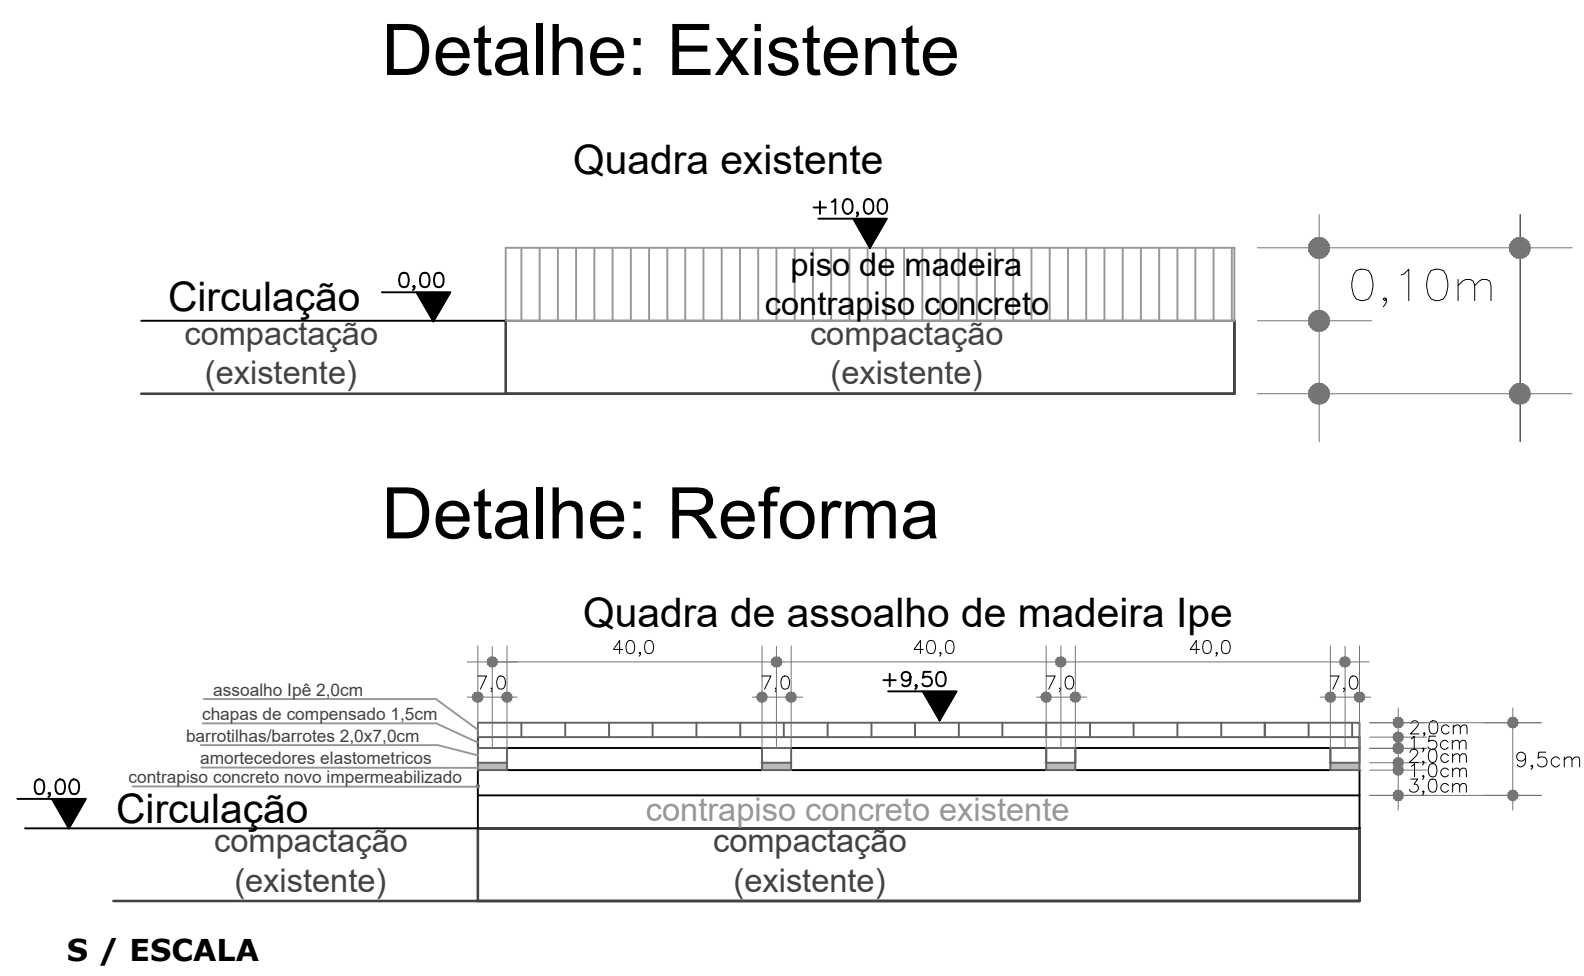 Detalhe: Existente
Quadra existente
+10,00
piso de madeira
contrapiso concreto
0,00
Circulação
compactação
(existente)
compactação
(existente)
0,10m
Detalhe: Reforma
Quadra de assoalho de madeira Ipe
40,0
40,0
40,0
7,0
7,0
7,0
7,0
+9,50
assoalho Ipê 2,0cm
chapas de compensado 1,5cm
barrotilhas/barrotes 2,0x7,0cm
amortecedores elastometricos
contrapiso concreto novo impermeabilizado
2,0cm
1,5cm
2,0cm
1,0cm
3,0cm
9,5cm
0,00
Circulação
contrapiso concreto existente
compactação
(existente)
compactação
(existente)
S / ESCALA